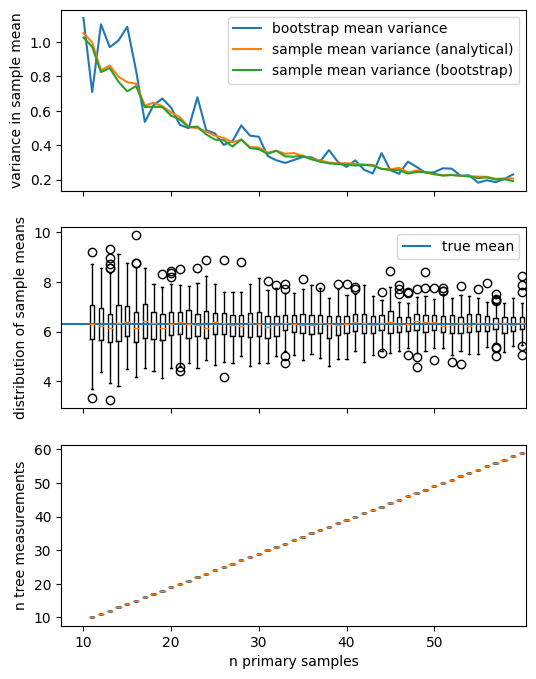 variance in sample mean
1.0
0.8
0.6
0.4
0.2
bootstrap mean variance
sample mean variance (analytical)
sample mean variance (bootstrap)
distribution of sample means
10
8
6
4
true mean
n tree measurements
60
50
40
30
20
10
10
20
30
40
50
n primary samples